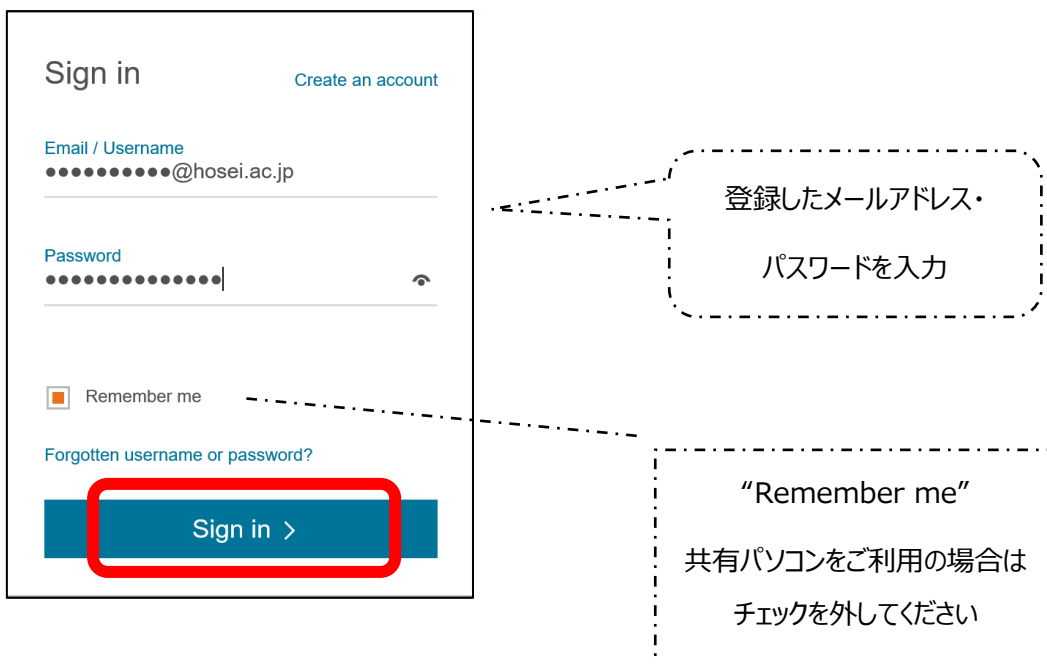 Sign in
Create an account
Email / Username
●●●●●●●●●●@hosei.ac.jp
Password
●●●●●●●●●●●●●●
Remember me
Forgotten username or password?
Sign in >
登録したメールアドレス・
パスワードを入力
“Remember me”
共有パソコンをご利用の場合は
チェックを外してください